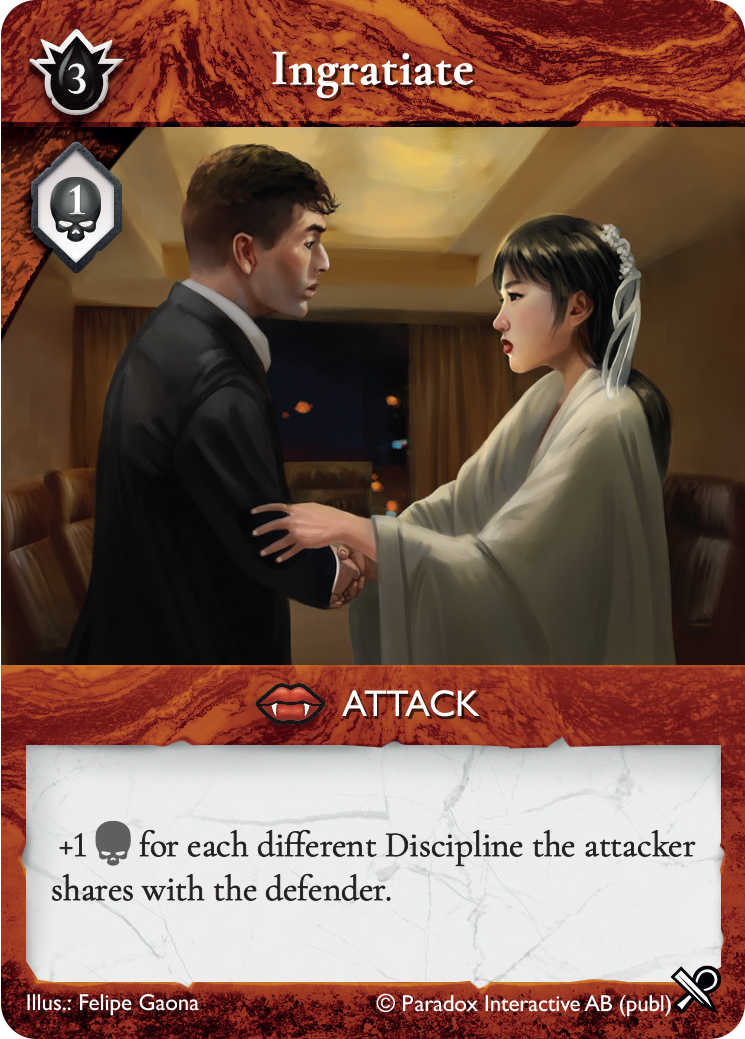 3
Ingratiate
1
ATTACK
+1 for each different Discipline the attacker
shares with the defender.
Illus.: Felipe Gaona
© Paradox Interactive AB (publ)